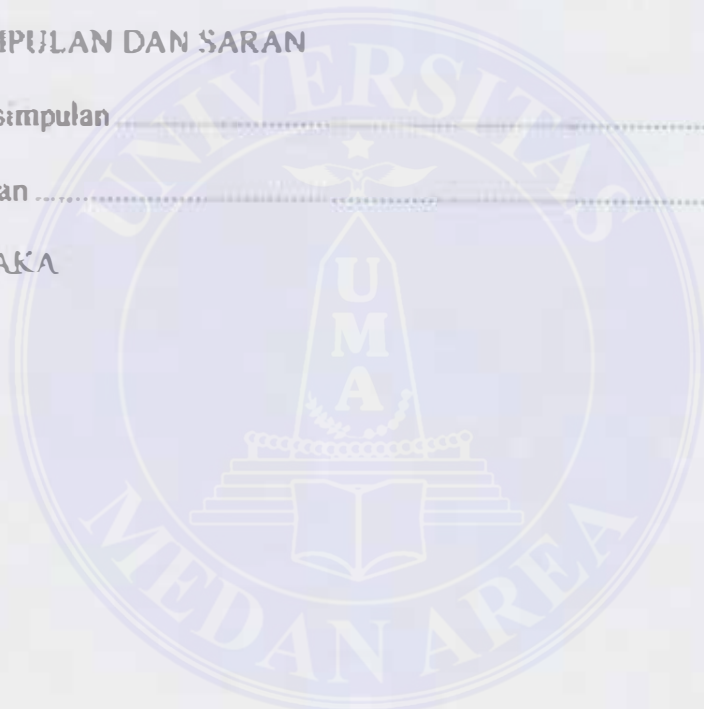 IPULAN DAN SARAN
simpulan ........................................................
an ........................................................
AKA
UNIVERSITAS
U
M
A
MEDAN AREA